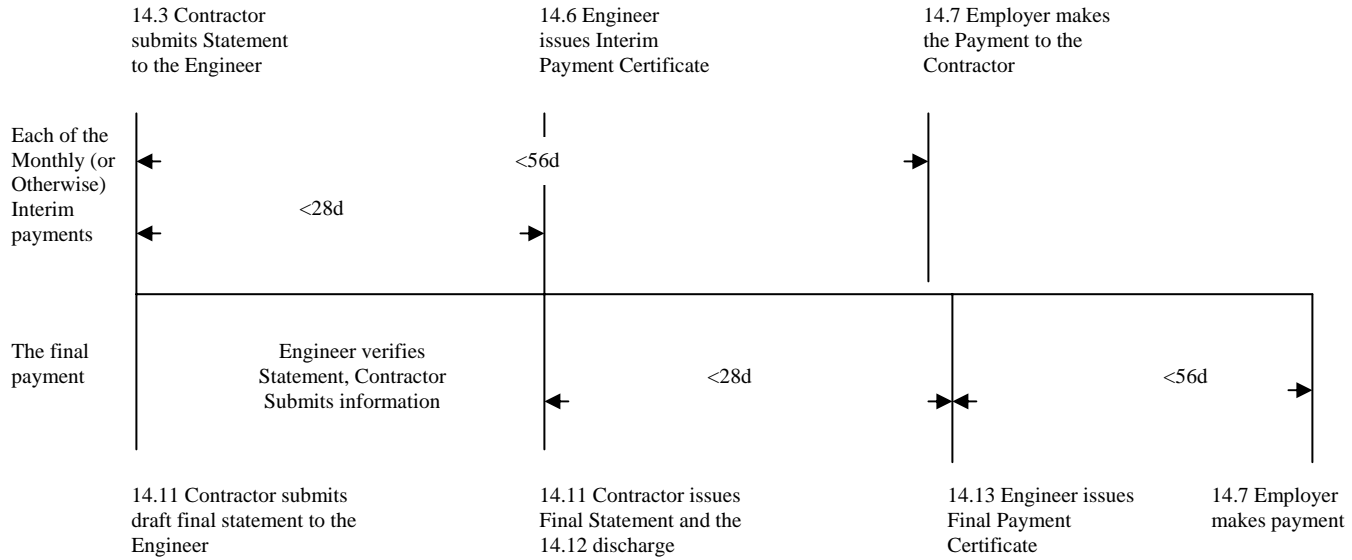 14.3 Contractor
submits Statement
to the Engineer
14.6 Engineer
issues Interim
Payment Certificate
14.7 Employer makes
the Payment to the
Contractor
Each of the
Monthly (or
Otherwise)
Interim
payments
<56d
<28d
The final
payment
Engineer verifies
Statement, Contractor
Submits information
<28d
<56d
14.11 Contractor submits
draft final statement to the
Engineer
14.11 Contractor issues
Final Statement and the
14.12 discharge
14.13 Engineer issues
Final Payment
Certificate
14.7 Employer
makes payment